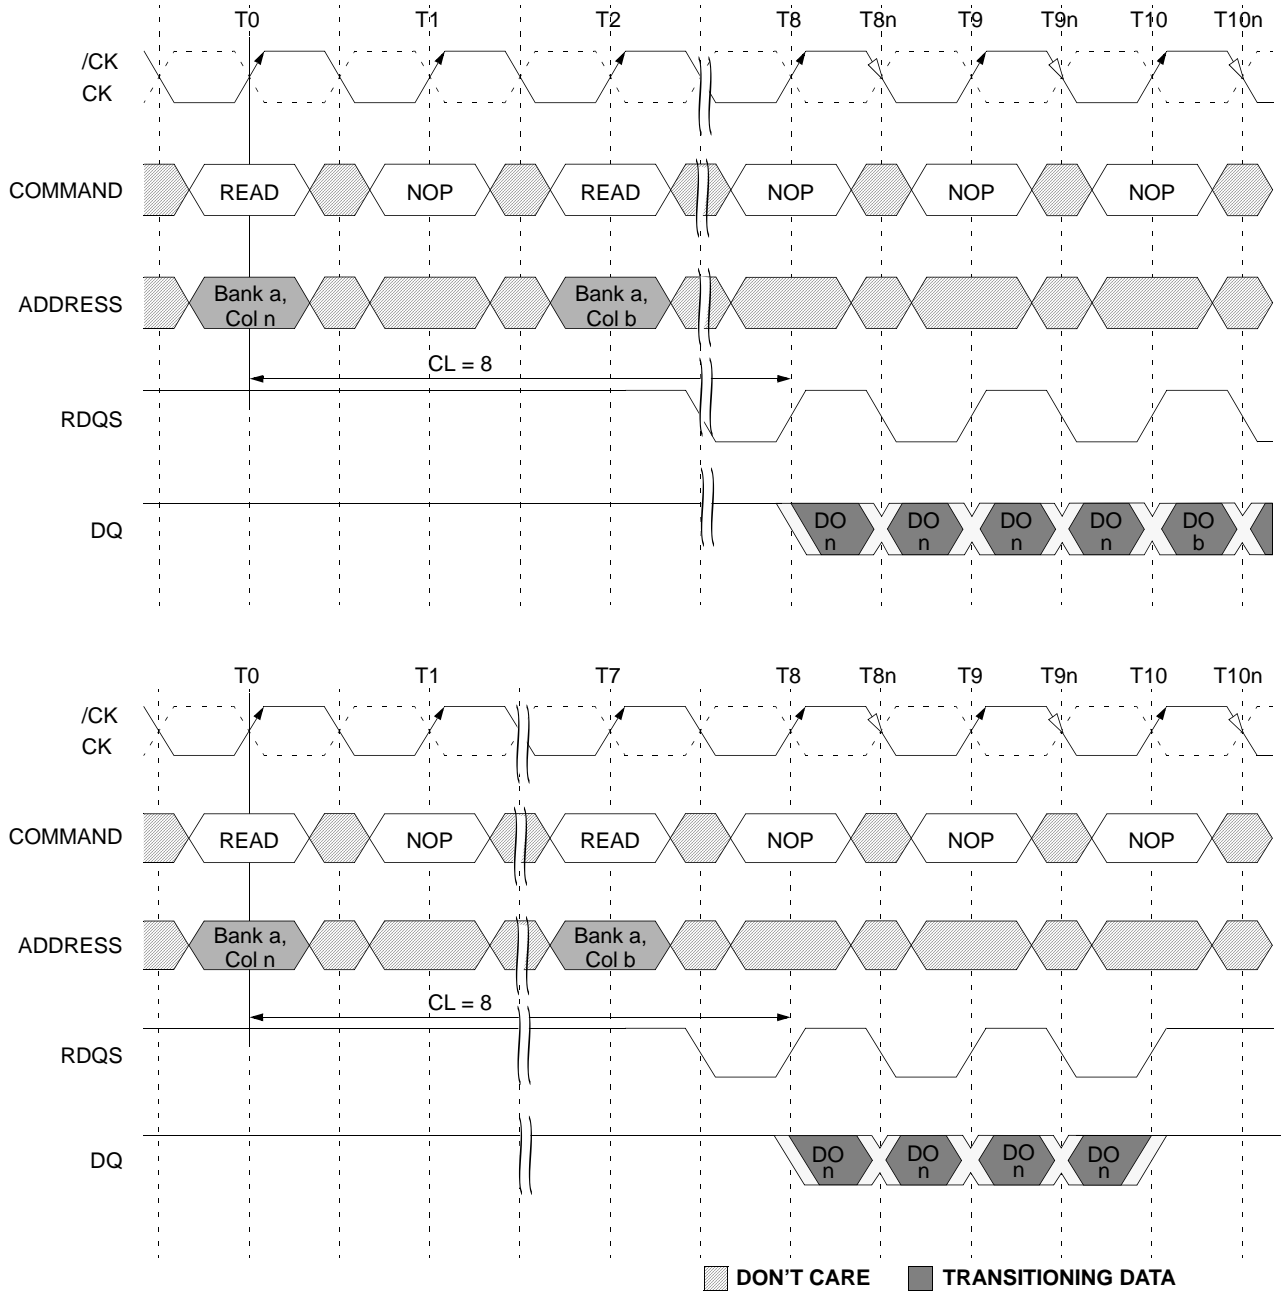 T0 T1 T2 T8 T8n T9 T9n T10 T10n
/CK
CK
COMMAND READ NOP READ NOP NOP NOP
ADDRESS Bank a, Col n Bank a, Col b
CL = 8
RDQS
DQ DO n DO n DO n DO n DO b
T0 T1 T7 T8 T8n T9 T9n T10 T10n
/CK
CK
COMMAND READ NOP READ NOP NOP NOP
ADDRESS Bank a, Col n Bank a, Col b
CL = 8
RDQS
DQ DO n DO n DO n DO n
DON'T CARE TRANSITIONING DATA